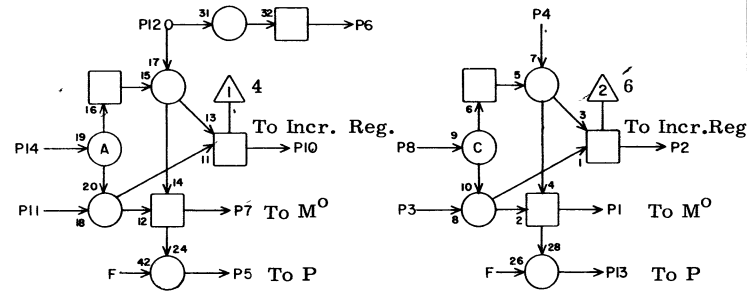 P12 31 32 P6
17
15
16
1 4
13
To Incr. Reg.
P14 19 A
11
P10
20
14
P11 18 12 P7 To M⁰
24
F 42 P5 To P
P4
7
5
6
2 6
3
To Incr.Reg
P8 9 C
1
P2
10
4
P3 8 2 P1 To M⁰
28
F 26 P13 To P